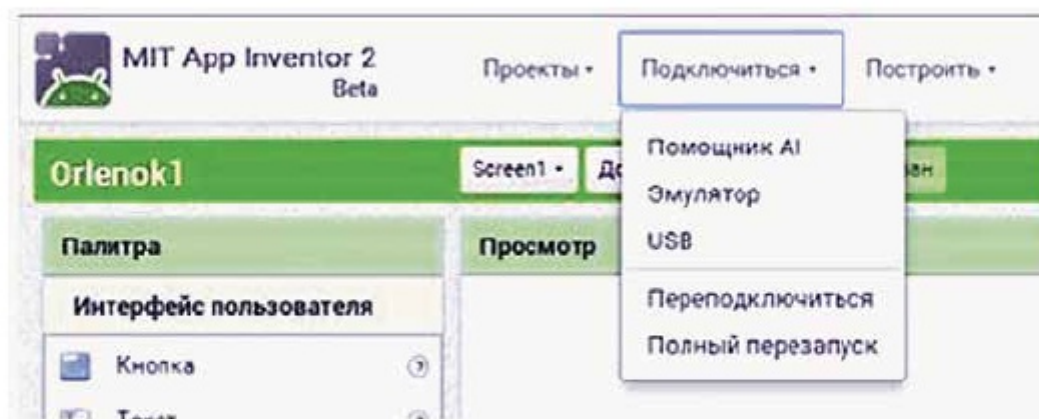 MIT App Inventor 2
Beta
Проекты
Подключиться
Построить
Помощник AI
Эмулятор
USB
Переподключиться
Полный перезапуск
Orlenok1
Screen1
Палитра
Просмотр
Интерфейс пользователя
Кнопка